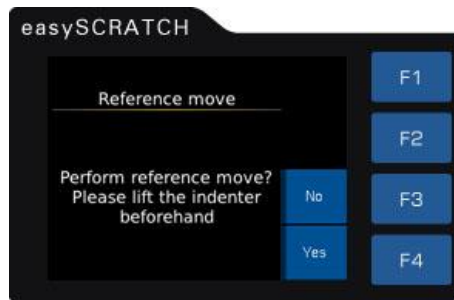 easySCRATCH
Reference move
Perform reference move?
Please lift the indenter
beforehand
No
Yes
F1
F2
F3
F4